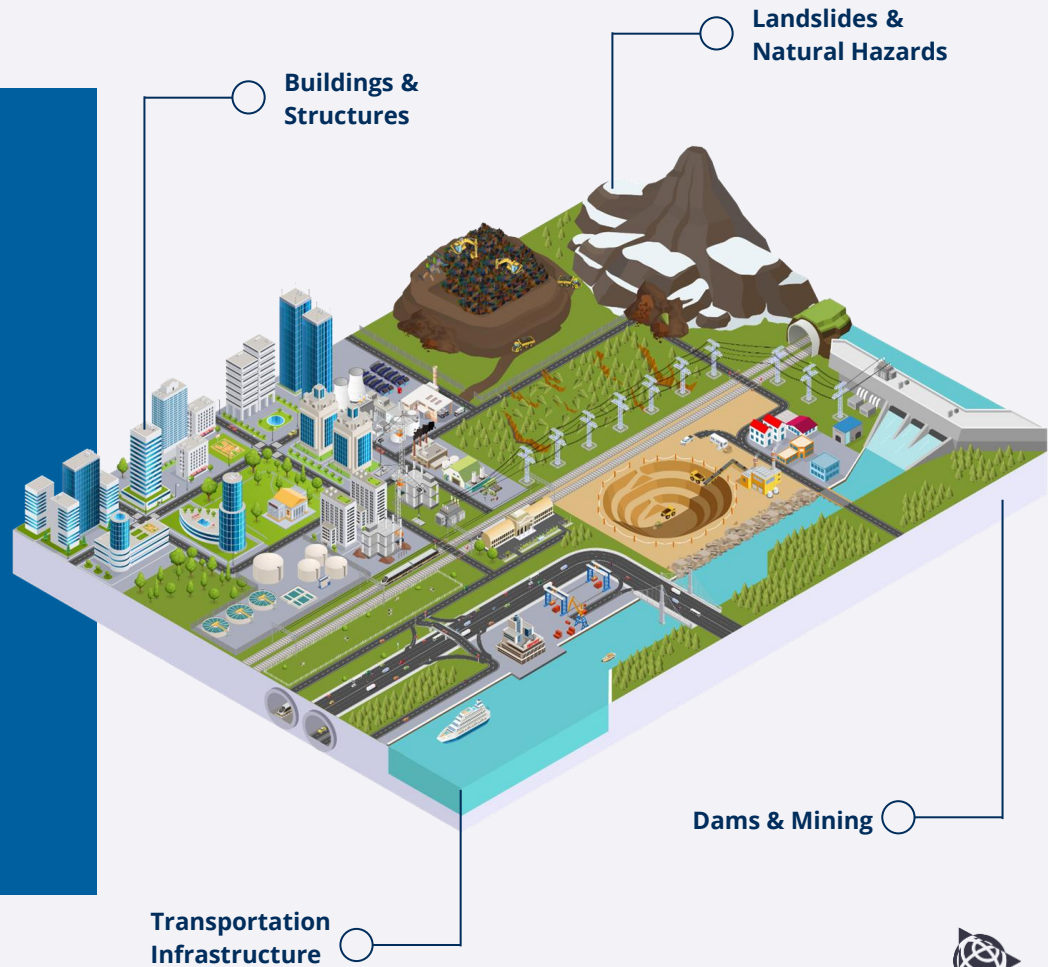 Landslides &
Natural Hazards
Buildings &
Structures
Dams & Mining
Transportation
Infrastructure